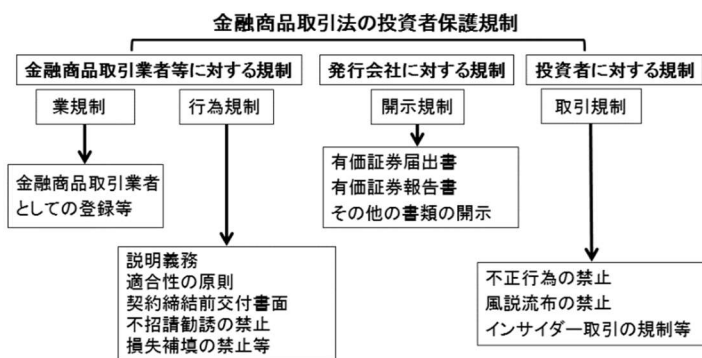 金融商品取引法の投資者保護規制
金融商品取引業者等に対する規制
発行会社に対する規制
投資者に対する規制
業規制
行為規制
開示規制
取引規制
金融商品取引業者
としての登録等
有価証券届出書
有価証券報告書
その他の書類の開示
説明義務
適合性の原則
契約締結前交付書面
不招請勧誘の禁止
損失補填の禁止等
不正行為の禁止
風説流布の禁止
インサイダー取引の規制等